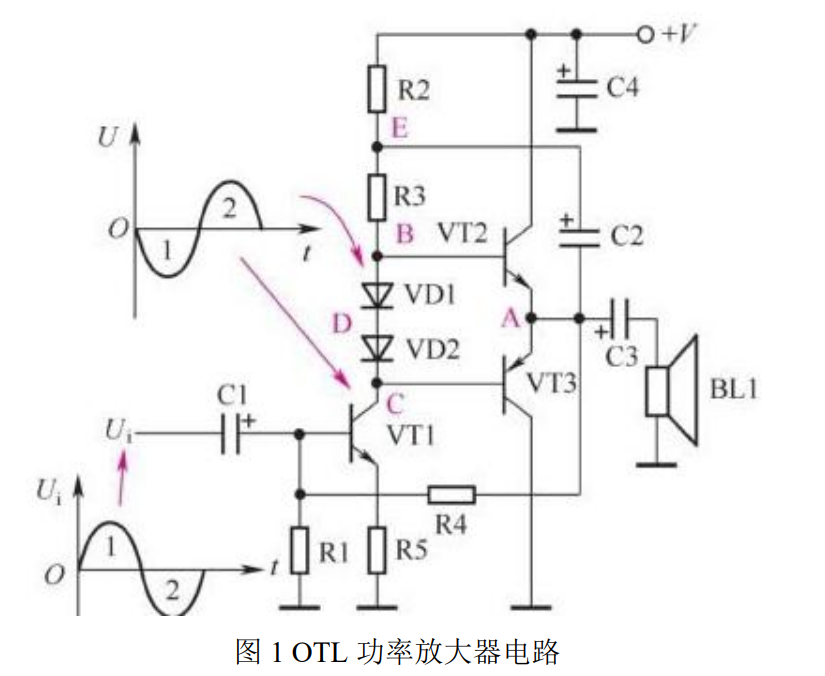 +V
R2
C4
E
U
R3
2
B
VT2
C2
O
1
t
VD1
D
A
VD2
C3
VT3
BL1
C1
C
Ui
VT1
Ui
R4
1
R1
R5
O
2
t
图 1 OTL 功率放大器电路